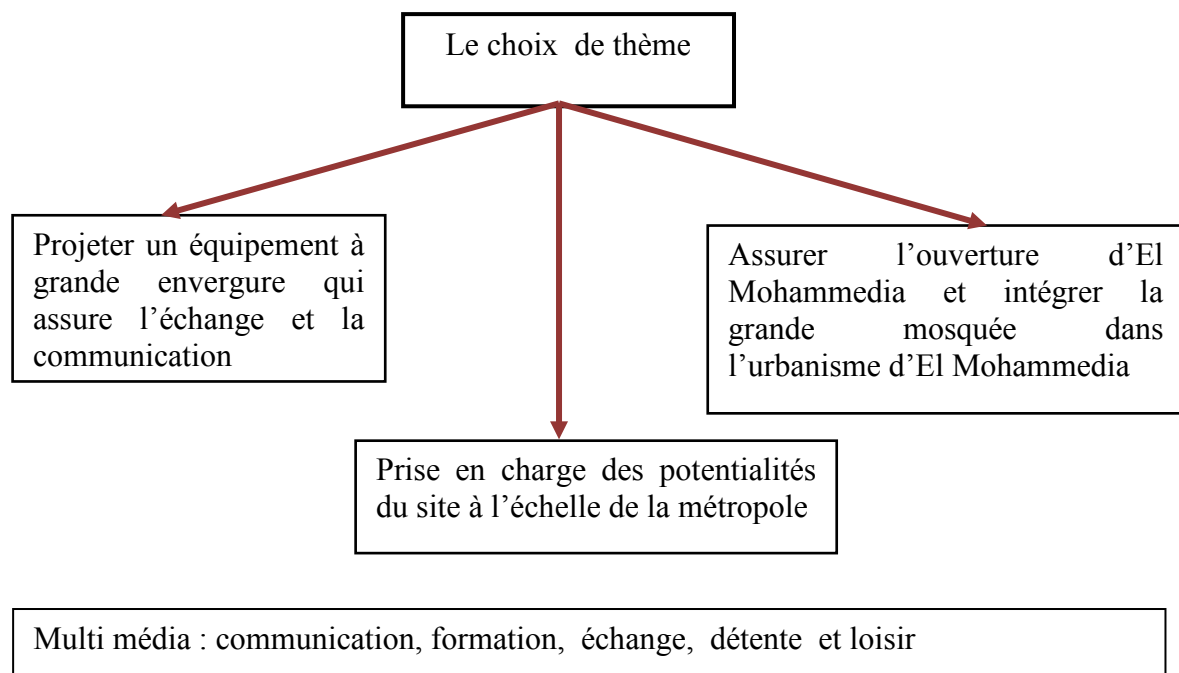 Le choix de thème
Projeter un équipement à
grande envergure qui
assure l’échange et la
communication
Assurer l’ouverture d’El
Mohammedia et intégrer la
grande mosquée dans
l’urbanisme d’El Mohammedia
Prise en charge des potentialités
du site à l’échelle de la métropole
Multi média : communication, formation, échange, détente et loisir